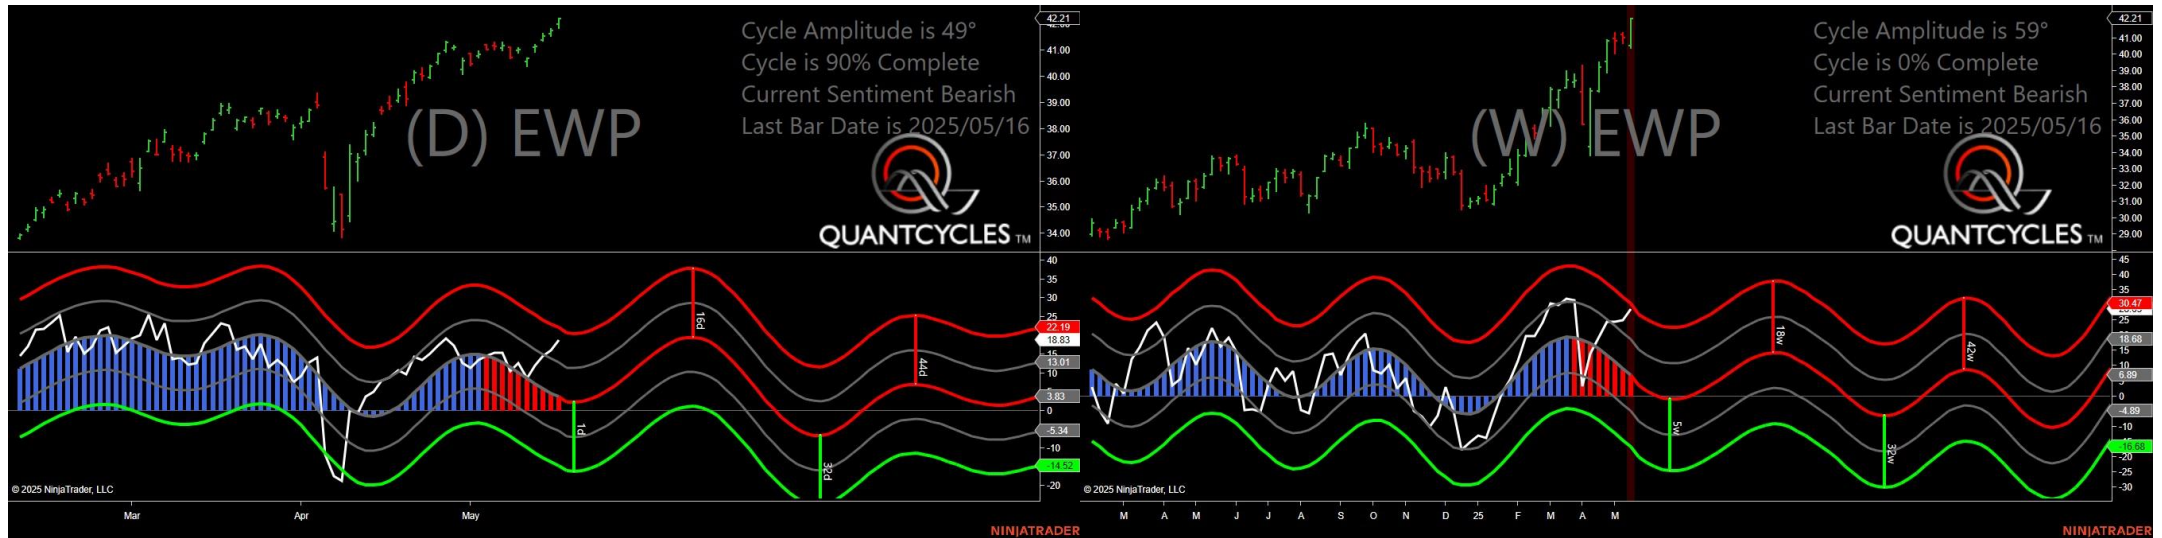 Cycle Amplitude is 49°
Cycle is 90% Complete
Current Sentiment Bearish
Last Bar Date is 2025/05/16
(D) EWP
QUANTCYCLES TM
42.21
41.00
40.00
39.00
38.00
37.00
36.00
35.00
34.00
40
35
30
25
22.19
18.83
15
13.01
10
5
3.83
0
-5.34
-10
-14.52
-20
1d
16d
32d
44d
© 2025 NinjaTrader, LLC
Mar Apr May
NINJATRADER
Cycle Amplitude is 59°
Cycle is 0% Complete
Current Sentiment Bearish
Last Bar Date is 2025/05/16
(W) EWP
QUANTCYCLES TM
42.21
41.00
40.00
39.00
38.00
37.00
36.00
35.00
34.00
33.00
32.00
31.00
30.00
29.00
45
40
35
30.47
25
18.68
15
10
6.89
0
-4.89
-10
-16.68
-20
-25
-30
5w
18w
32w
42w
© 2025 NinjaTrader, LLC
M A M J J A S O N D 25 F M A M
NINJATRADER